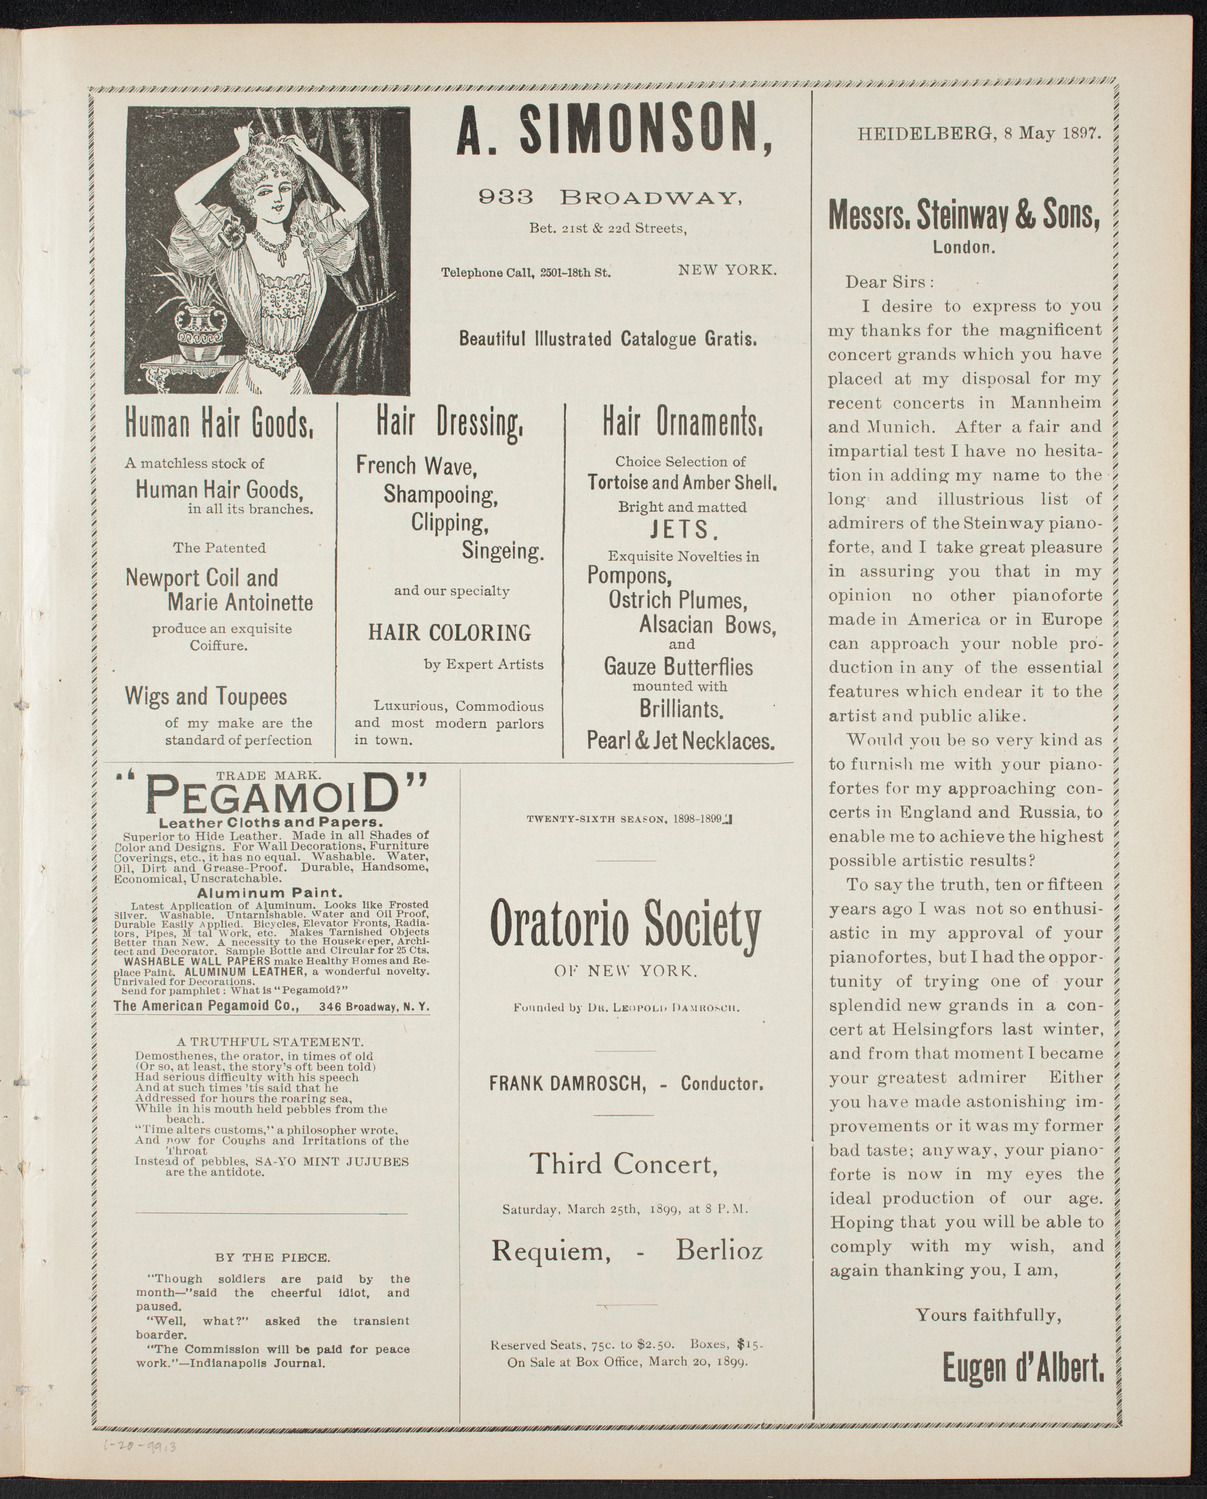 A. SIMONSON,
933 BROADWAY,
Bet. 21st & 22d Streets,
Telephone Call, 2501-18th St. NEW YORK.
Beautiful Illustrated Catalogue Gratis.
Human Hair Goods,
A matchless stock of
Human Hair Goods,
in all its branches.
The Patented
Newport Coil and
Marie Antoinette
produce an exquisite
Coiffure.
Wigs and Toupees
of my make are the
standard of perfection
Hair Dressing,
French Wave,
Shampooing,
Clipping,
Singeing.
and our specialty
HAIR COLORING
by Expert Artists
Luxurious, Commodious
and most modern parlors
in town.
Hair Ornaments,
Choice Selection of
Tortoise and Amber Shell,
Bright and matted
JETS.
Exquisite Novelties in
Pompons,
Ostrich Plumes,
Alsacian Bows,
and
Gauze Butterflies
mounted with
Brilliants.
Pearl & Jet Necklaces.
TRADE MARK.
"PEGAMOID"
Leather Cloths and Papers.
Superior to Hide Leather. Made in all Shades of
Color and Designs. For Wall Decorations, Furniture
Coverings, etc., it has no equal. Washable. Water,
Oil, Dirt and Grease-Proof. Durable, Handsome,
Economical, Unscratchable.
Aluminum Paint.
Latest Application of Aluminum. Looks like Frosted
Silver. Washable. Untarnishable. Water and Oil Proof,
Durable Easily Applied. Bicycles, Elevator Fronts, Radia-
tors, Pipes, M tal Work, etc. Makes Tarnished Objects
Better than New. A necessity to the Housekeeper, Archi-
tect and Decorator. Sample Bottle and Circular for 25 Cts.
WASHABLE WALL PAPERS make Healthy Homes and Re-
place Paint. ALUMINUM LEATHER, a wonderful novelty.
Unrivaled for Decorations.
Send for pamphlet: What is "Pegamoid?"
The American Pegamoid Co., 346 Broadway, N. Y.
A TRUTHFUL STATEMENT.
Demosthenes, the orator, in times of old
(Or so, at least, the story's oft been told)
Had serious difficulty with his speech
And at such times 'tis said that he
Addressed for hours the roaring sea,
While in his mouth held pebbles from the
beach.
"Time alters customs," a philosopher wrote,
And now for Coughs and Irritations of the
Throat
Instead of pebbles, SA-YO MINT JUJUBES
are the antidote.
BY THE PIECE.
"Though soldiers are paid by the
month—"said the cheerful idiot, and
paused.
"Well, what?" asked the transient
boarder.
"The Commission will be paid for peace
work."—Indianapolis Journal.
TWENTY-SIXTH SEASON, 1898-1899
Oratorio Society
OF NEW YORK.
Founded by DR. LEOPOLD DAMROSCH.
FRANK DAMROSCH, - Conductor.
Third Concert,
Saturday, March 25th, 1899, at 8 P.M.
Requiem, - Berlioz
Reserved Seats, 75c. to $2.50. Boxes, $15.
On Sale at Box Office, March 20, 1899.
HEIDELBERG, 8 May 1897.
Messrs. Steinway & Sons,
London.
Dear Sirs:
I desire to express to you
my thanks for the magnificent
concert grands which you have
placed at my disposal for my
recent concerts in Mannheim
and Munich. After a fair and
impartial test I have no hesita-
tion in adding my name to the
long and illustrious list of
admirers of the Steinway piano-
forte, and I take great pleasure
in assuring you that in my
opinion no other pianoforte
made in America or in Europe
can approach your noble pro-
duction in any of the essential
features which endear it to the
artist and public alike.
Would you be so very kind as
to furnish me with your piano-
fortes for my approaching con-
certs in England and Russia, to
enable me to achieve the highest
possible artistic results?
To say the truth, ten or fifteen
years ago I was not so enthusi-
astic in my approval of your
pianofortes, but I had the oppor-
tunity of trying one of your
splendid new grands in a con-
cert at Helsingfors last winter,
and from that moment I became
your greatest admirer Either
you have made astonishing im-
provements or it was my former
bad taste; anyway, your piano-
forte is now in my eyes the
ideal production of our age.
Hoping that you will be able to
comply with my wish, and
again thanking you, I am,
Yours faithfully,
Eugen d'Albert.
1-20-99.3